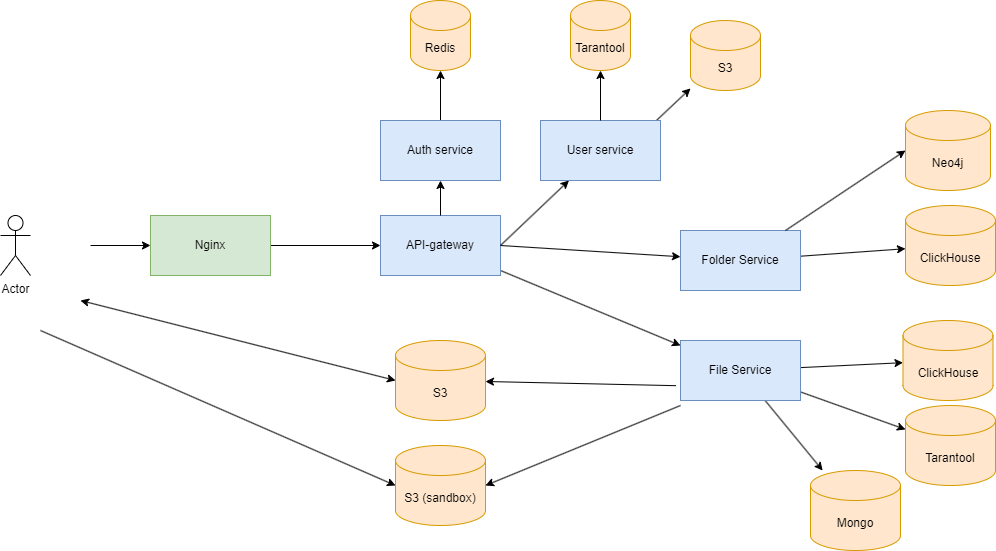 Redis
Tarantool
S3
Auth service
User service
Neo4j
Nginx
API-gateway
Folder Service
ClickHouse
Actor
File Service
ClickHouse
S3
Tarantool
S3 (sandbox)
Mongo